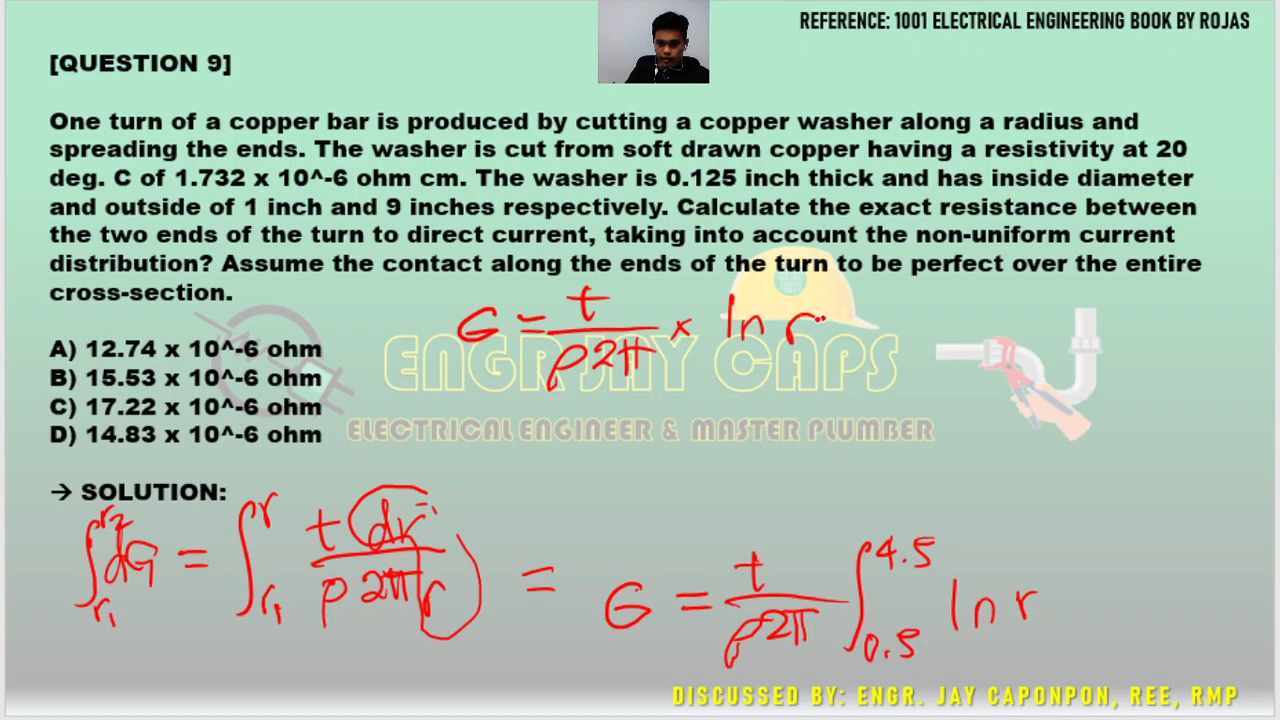 REFERENCE: 1001 ELECTRICAL ENGINEERING BOOK BY ROJAS
[QUESTION 9]
One turn of a copper bar is produced by cutting a copper washer along a radius and
spreading the ends. The washer is cut from soft drawn copper having a resistivity at 20
deg. C of 1.732 x 10^-6 ohm cm. The washer is 0.125 inch thick and has inside diameter
and outside of 1 inch and 9 inches respectively. Calculate the exact resistance between
the two ends of the turn to direct current, taking into account the non-uniform current
distribution? Assume the contact along the ends of the turn to be perfect over the entire
cross-section.
G = t / ρ2π x ln r
A) 12.74 x 10^-6 ohm
B) 15.53 x 10^-6 ohm
C) 17.22 x 10^-6 ohm
D) 14.83 x 10^-6 ohm
ENGR JAY CAPS
ELECTRICAL ENGINEER & MASTER PLUMBER
→ SOLUTION:
∫r₁ r₂ dG = ∫r₁ r t dr / ρ 2π r = G = t / ρ2π ∫0.5 4.5 ln r
DISCUSSED BY: ENGR. JAY CAPONPON, REE, RMP